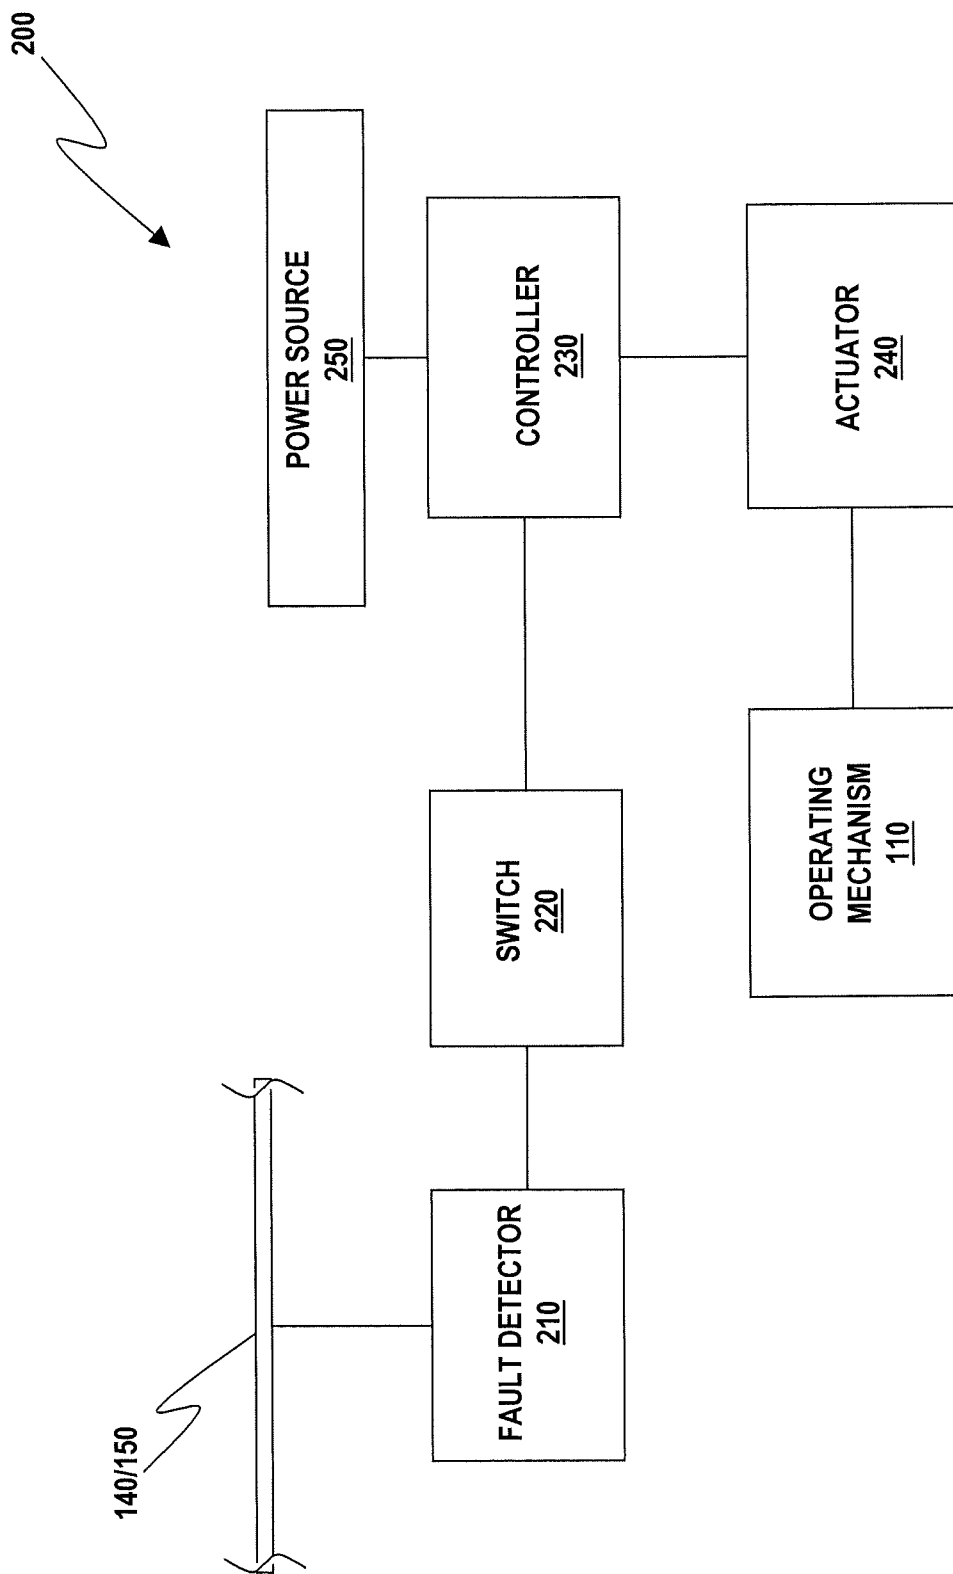 200
POWER SOURCE
250
CONTROLLER
230
ACTUATOR
240
SWITCH
220
OPERATING
MECHANISM
110
140/150
FAULT DETECTOR
210